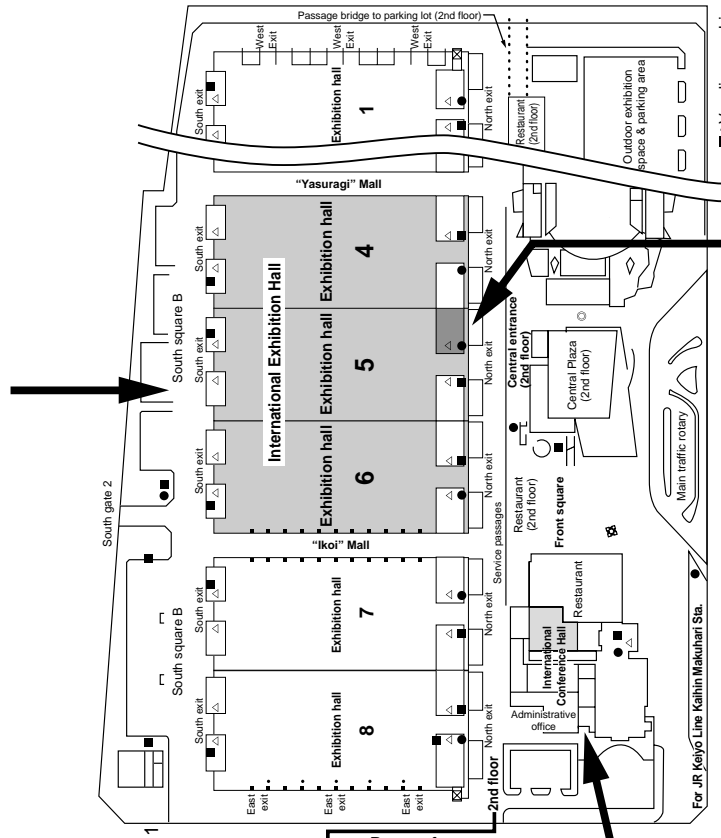 Passage bridge to parking lot (2nd floor)
West
Exit
West
Exit
West
Exit
South exit
Exhibition hall
1
North exit
Restaurant
(2nd floor)
Outdoor exhibition
space & parking area
"Yasuragi" Mall
South exit
Exhibition hall
4
North exit
South square B
International Exhibition Hall
South exit
Exhibition hall
5
North exit
Central entrance
(2nd floor)
Central Plaza
(2nd floor)
South exit
Exhibition hall
6
North exit
Restaurant
(2nd floor)
Front square
Main traffic rotary
South gate 2
"Ikoi" Mall
Service passages
South square B
South exit
Exhibition hall
7
North exit
Restaurant
International
Conference Hall
Administrative
office
South exit
Exhibition hall
8
North exit
East
exit
East
exit
East
exit
2nd floor
For JR Keiyo Line Kaihin Makuhari Sta.